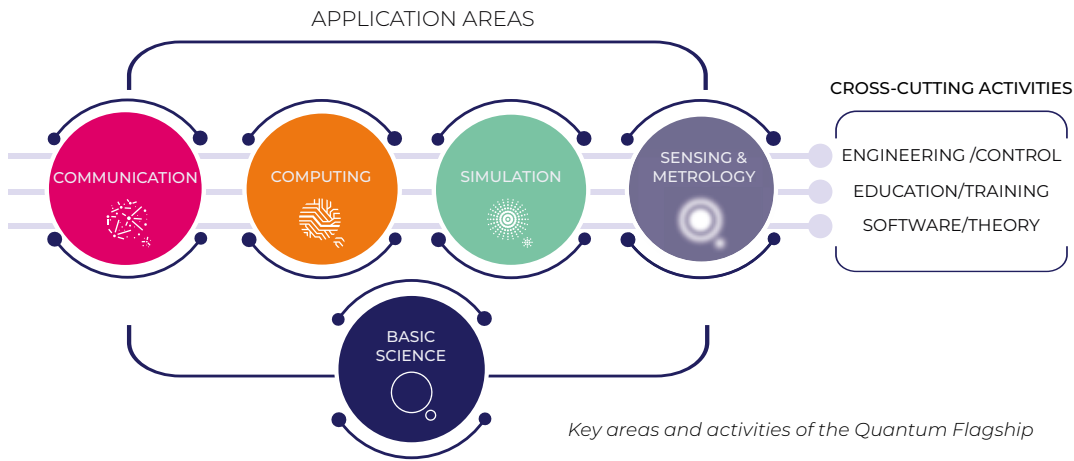 APPLICATION AREAS
CROSS-CUTTING ACTIVITIES
COMMUNICATION
COMPUTING
SIMULATION
SENSING &
METROLOGY
ENGINEERING /CONTROL
EDUCATION/TRAINING
SOFTWARE/THEORY
BASIC
SCIENCE
Key areas and activities of the Quantum Flagship